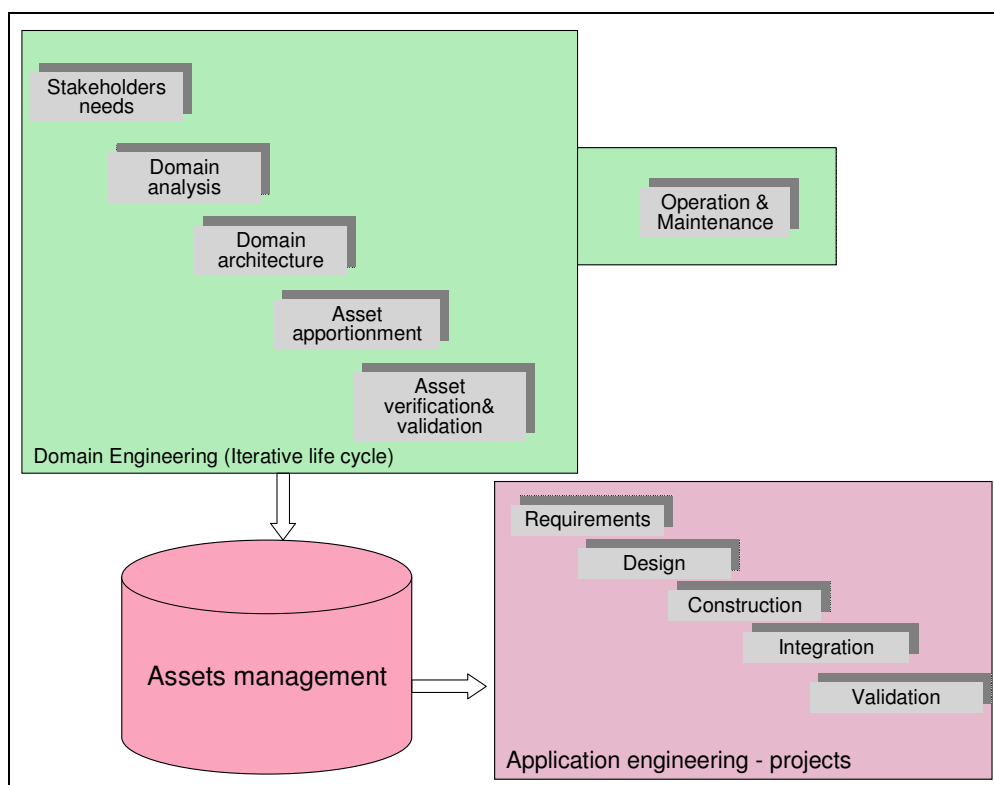 Stakeholders
needs
Domain
analysis
Domain
architecture
Asset
apportionment
Asset
verification&
validation
Domain Engineering (Iterative life cycle)
Operation &
Maintenance
Assets management
Requirements
Design
Construction
Integration
Validation
Application engineering - projects